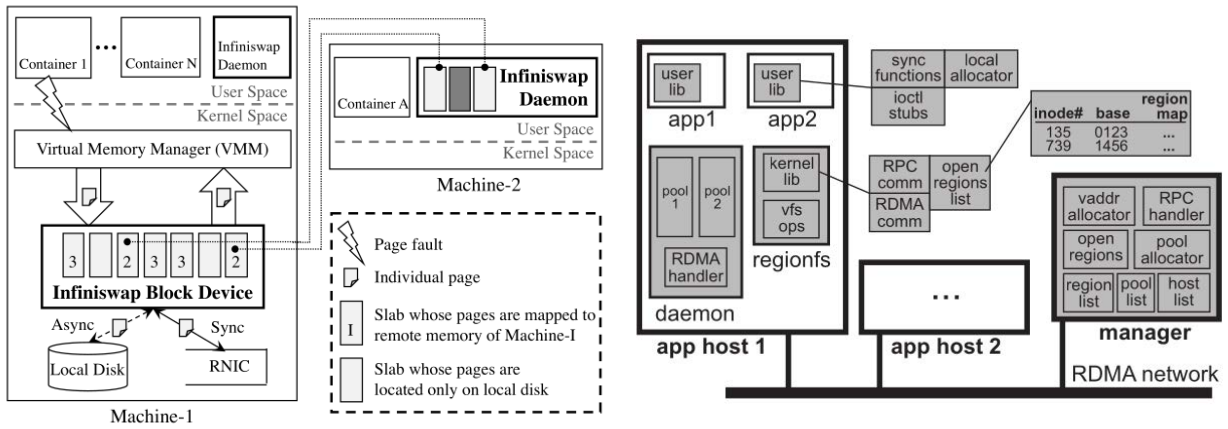 Container 1
Container N
Infiniswap
Daemon
User Space
Kernel Space
Virtual Memory Manager (VMM)
3
2
3
3
2
Infiniswap Block Device
Async
Sync
Local Disk
RNIC
Machine-1
Container A
Infiniswap
Daemon
User Space
Kernel Space
Machine-2
Page fault
Individual page
I
Slab whose pages are mapped to
remote memory of Machine-I
Slab whose pages are
located only on local disk
user
lib
app1
user
lib
app2
pool
1
pool
2
RDMA
handler
daemon
kernel
lib
vfs
ops
regionfs
app host 1
sync
functions
local
allocator
ioctl
stubs
RPC
comm
open
regions
list
RDMA
comm
region
inode# base map
135 0123 ...
739 1456 ...
...
app host 2
vaddr
allocator
RPC
handler
open
regions
pool
allocator
region
list
pool
list
host
list
manager
RDMA network